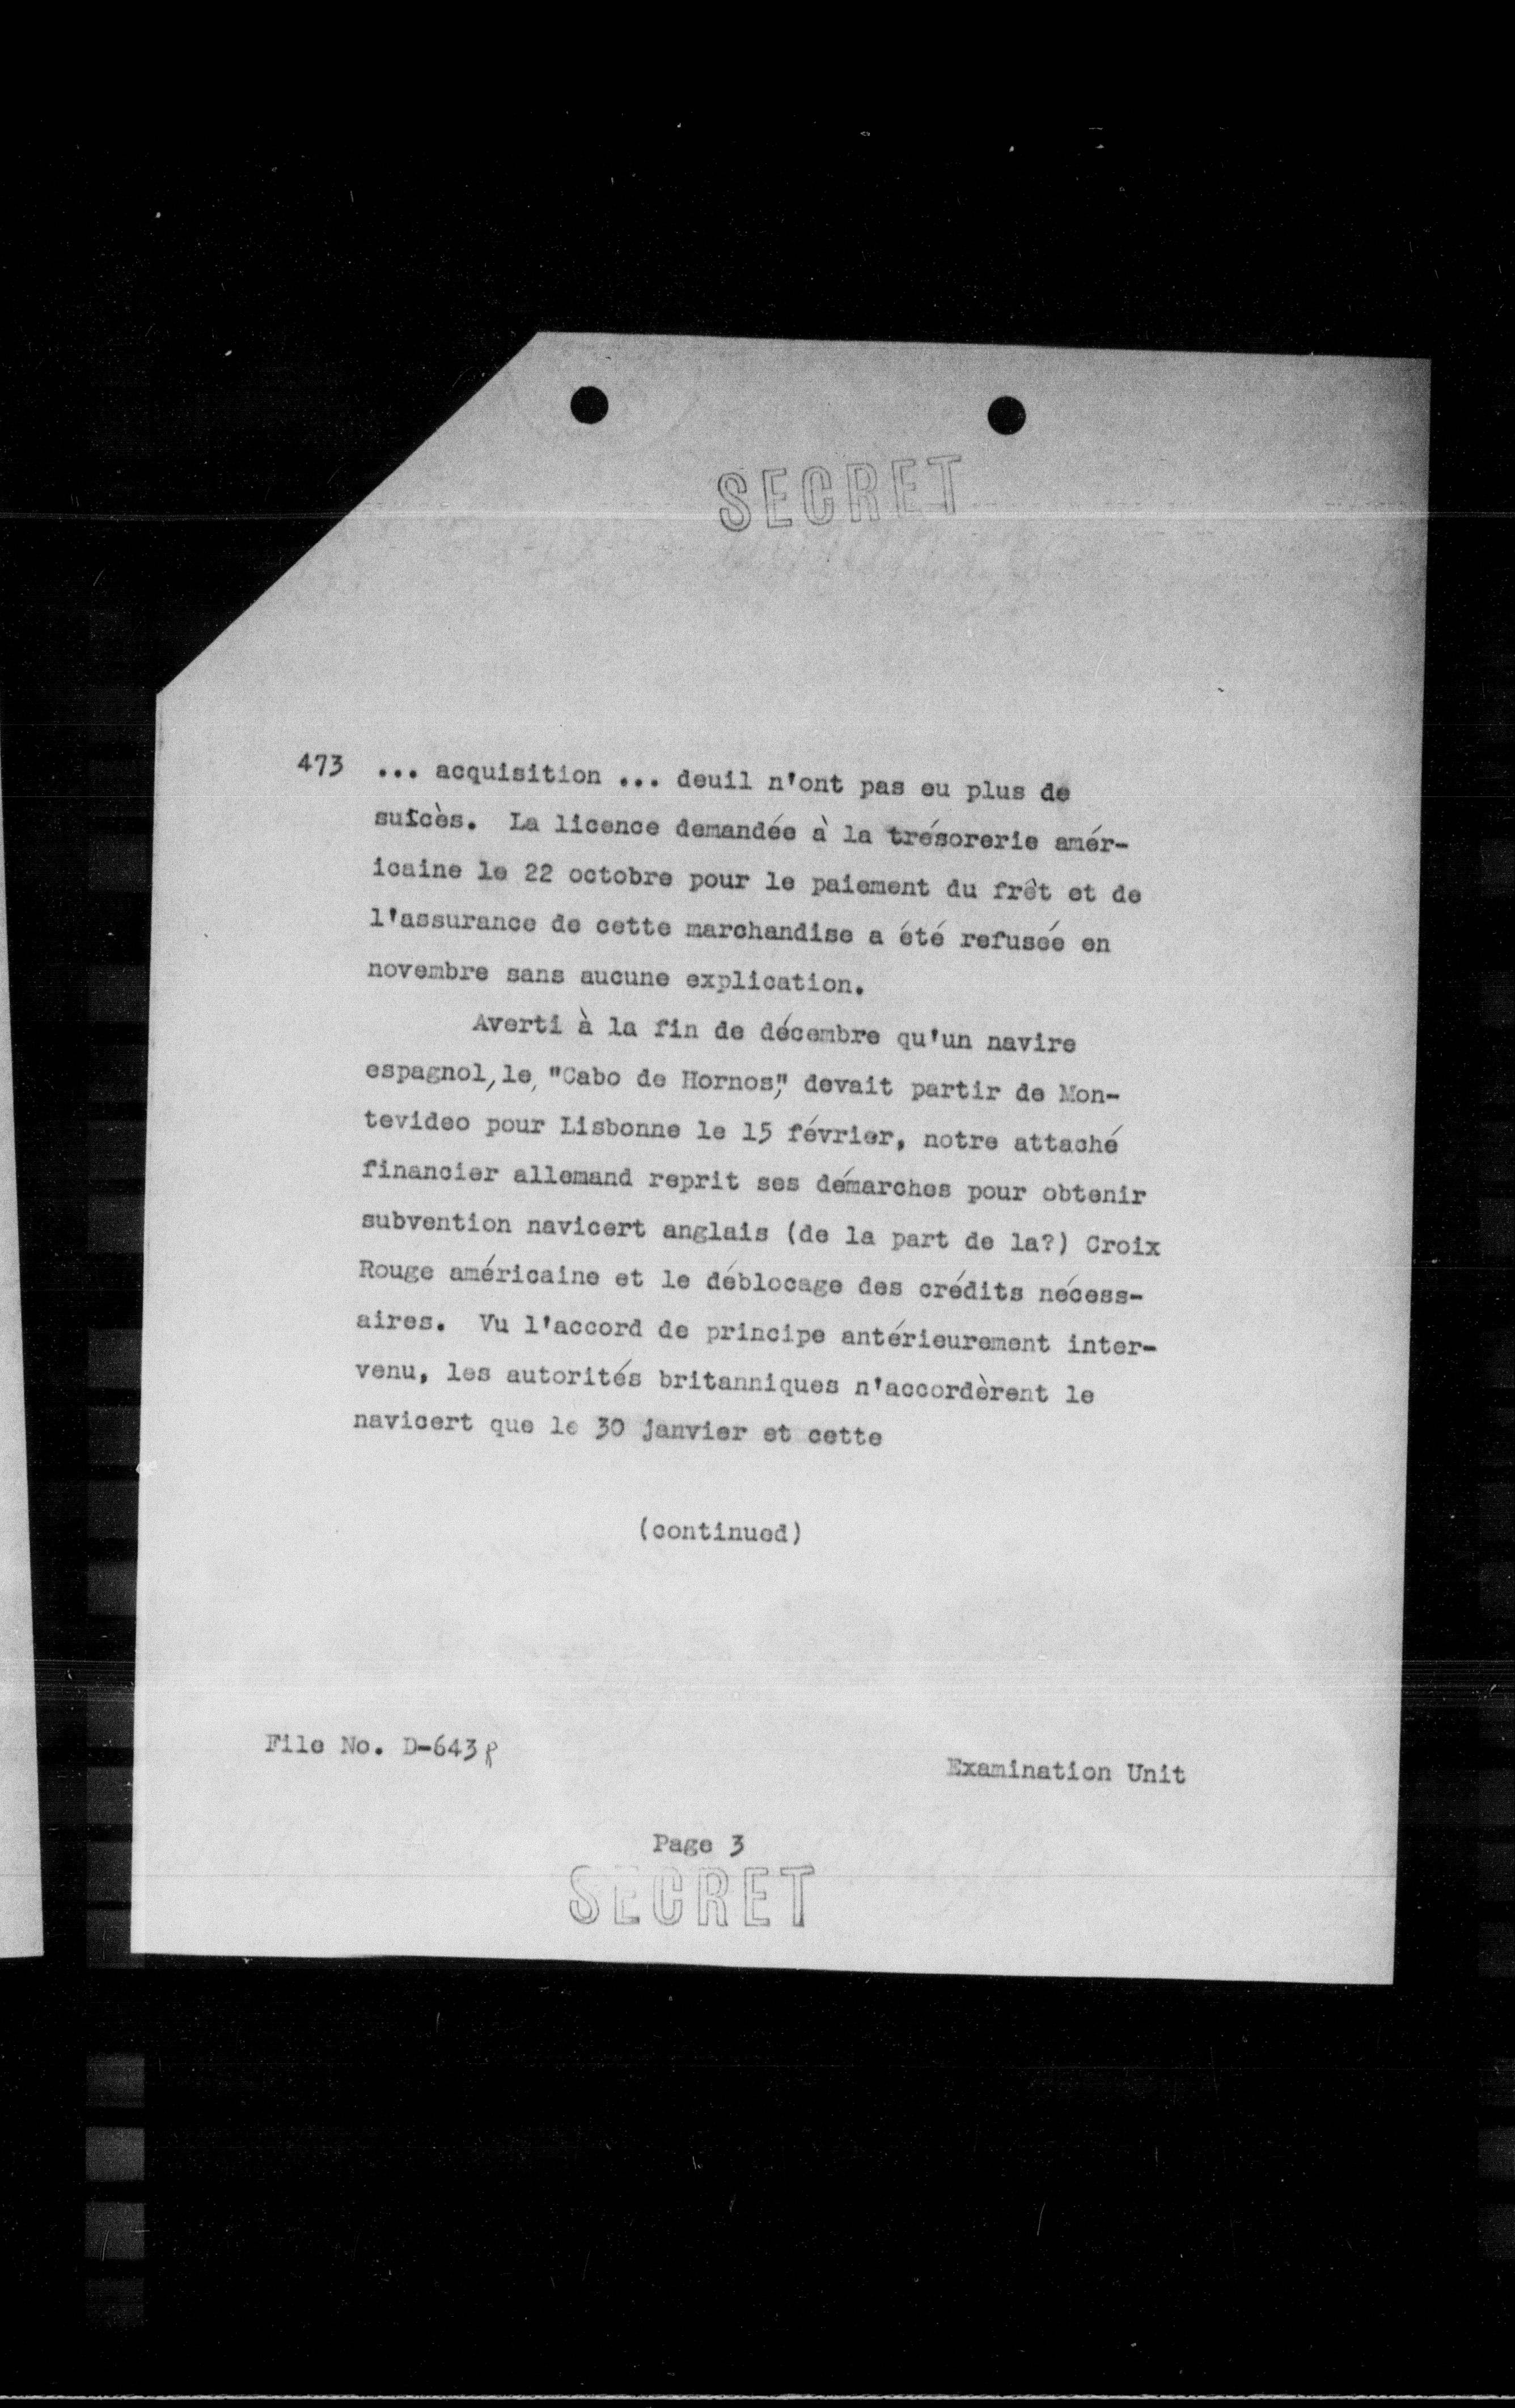 SECRET
473 ... acquisition ... deuil n'ont pas eu plus de
succès. La licence demandée à la trésorerie amér-
icaine le 22 octobre pour le paiement du frêt et de
l'assurance de cette marchandise a été refusée en
novembre sans aucune explication.
Averti à la fin de décembre qu'un navire
espagnol, le, "Cabo de Hornos," devait partir de Mon-
tevideo pour Lisbonne le 15 février, notre attaché
financier allemand reprit ses démarches pour obtenir
subvention navicert anglais (de la part de la?) Croix
Rouge américaine et le déblocage des crédits nécess-
aires. Vu l'accord de principe antérieurement inter-
venu, les autorités britanniques n'accordèrent le
navicert que le 30 janvier et cette
(continued)
File No. D-643
Examination Unit
Page 3
SECRET